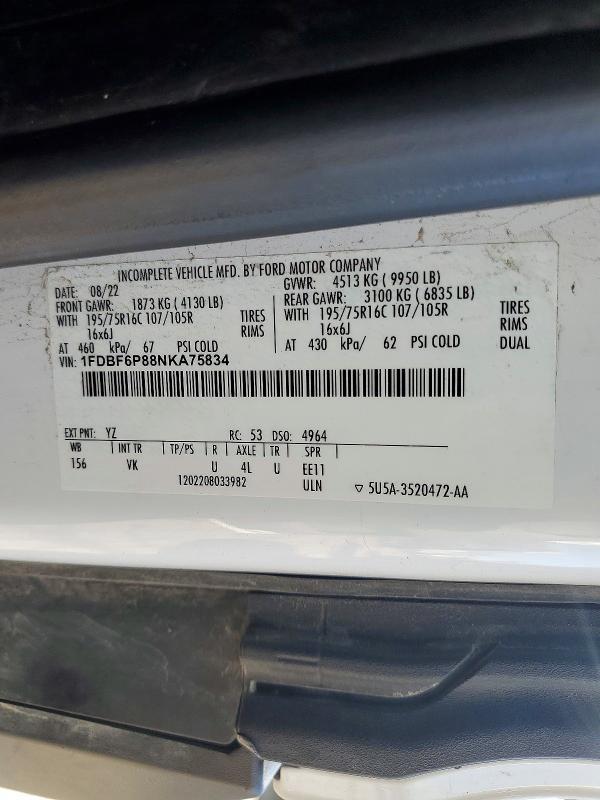 INCOMPLETE VEHICLE MFD. BY FORD MOTOR COMPANY
DATE: 08/22 GVWR: 4513 KG ( 9950 LB)
FRONT GAWR: 1873 KG ( 4130 LB) REAR GAWR: 3100 KG ( 6835 LB)
WITH 195/75R16C 107/105R TIRES WITH 195/75R16C 107/105R TIRES
16x6J RIMS 16x6J RIMS
AT 460 kPa/ 67 PSI COLD AT 430 kPa/ 62 PSI COLD DUAL
VIN: 1FDBF6P88NKA75834
EXT PNT: YZ RC: 53 DSO: 4964
WB INT TR TP/PS R AXLE TR SPR
156 VK U 4L U EE11
1202208033982 ULN ▽ 5U5A-3520472-AA